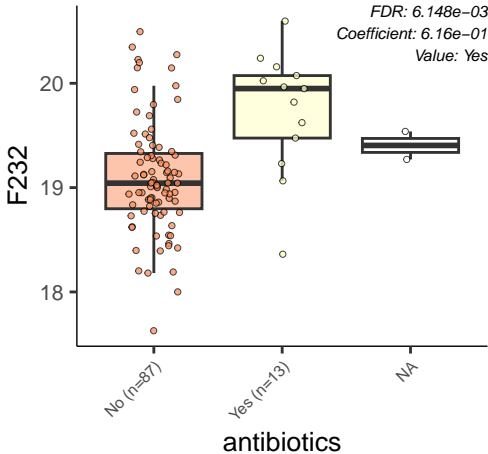 FDR: 6.148e−03
Coefficient: 6.16e−01
Value: Yes
F232
20
19
18
No (n=87)
Yes (n=13)
NA
antibiotics